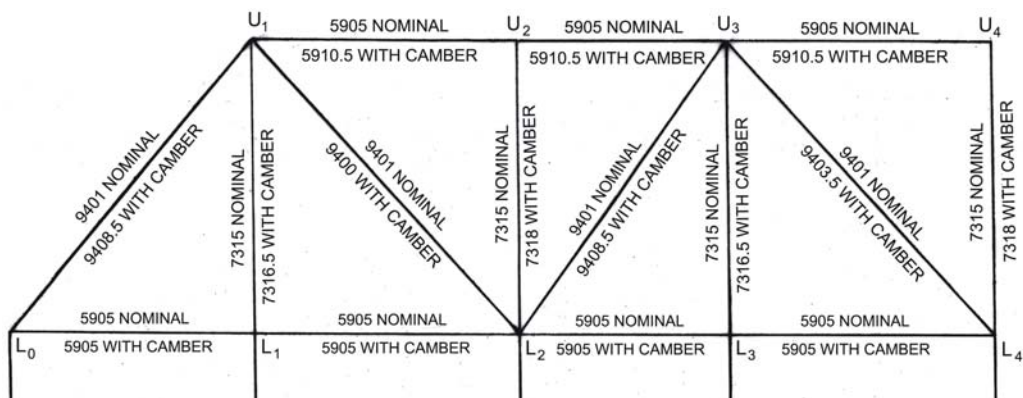 U1 U2 U3 U4
5905 NOMINAL 5905 NOMINAL 5905 NOMINAL
5910.5 WITH CAMBER 5910.5 WITH CAMBER 5910.5 WITH CAMBER
9401 NOMINAL
9408.5 WITH CAMBER
7315 NOMINAL
7316.5 WITH CAMBER
9401 NOMINAL
9400 WITH CAMBER
7315 NOMINAL
7318 WITH CAMBER
9401 NOMINAL
9408.5 WITH CAMBER
7315 NOMINAL
7316.5 WITH CAMBER
9401 NOMINAL
9403.5 WITH CAMBER
7315 NOMINAL
7318 WITH CAMBER
5905 NOMINAL 5905 NOMINAL 5905 NOMINAL 5905 NOMINAL
L0 5905 WITH CAMBER L1 5905 WITH CAMBER L2 5905 WITH CAMBER L3 5905 WITH CAMBER L4